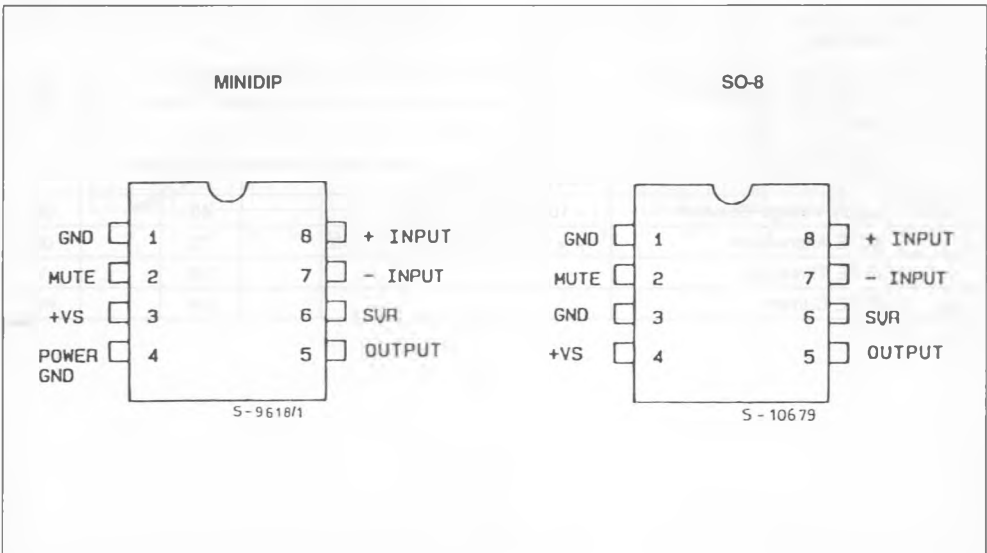 MINIDIP
GND 1 8 + INPUT
MUTE 2 7 - INPUT
+VS 3 6 SVR
POWER GND 4 5 OUTPUT
S-9618/1
SO-8
GND 1 8 + INPUT
MUTE 2 7 - INPUT
GND 3 6 SVR
+VS 4 5 OUTPUT
S-10679